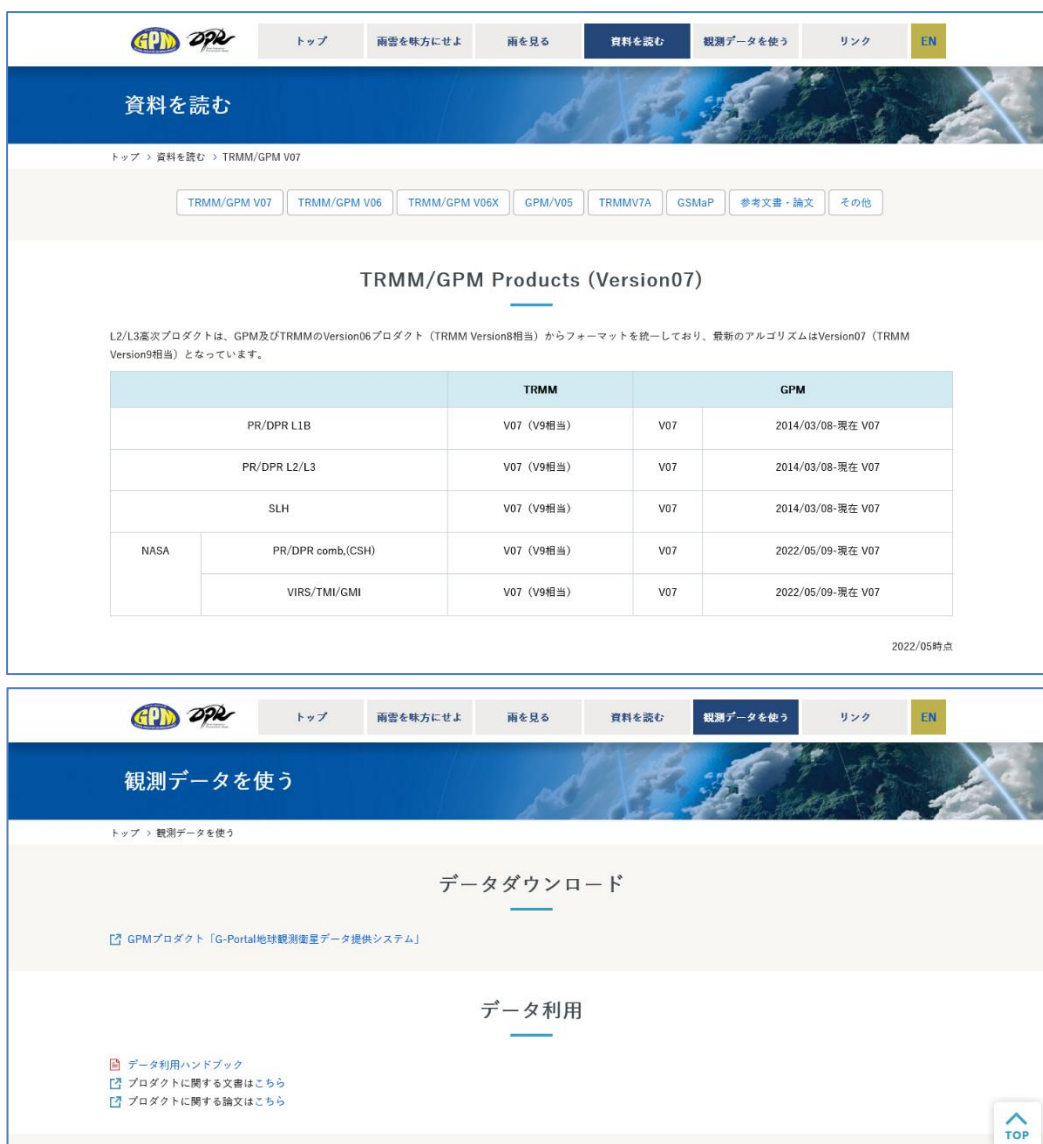 GPM DPR トップ 雨雲を味方にせよ 雨を見る 資料を読む 観測データを使う リンク EN
資料を読む
トップ > 資料を読む > TRMM/GPM V07
TRMM/GPM V07 TRMM/GPM V06 TRMM/GPM V06X GPM/V05 TRMMV7A GSMaP 参考文書・論文 その他
TRMM/GPM Products (Version07)
L2/L3高次プロダクトは、GPM及びTRMMのVersion06プロダクト（TRMM Version8相当）からフォーマットを統一しており、最新のアルゴリズムはVersion07（TRMM
Version9相当）となっています。
TRMM GPM
PR/DPR L1B V07（V9相当） V07 2014/03/08-現在 V07
PR/DPR L2/L3 V07（V9相当） V07 2014/03/08-現在 V07
SLH V07（V9相当） V07 2014/03/08-現在 V07
NASA PR/DPR comb,(CSH) V07（V9相当） V07 2022/05/09-現在 V07
VIRS/TMI/GMI V07（V9相当） V07 2022/05/09-現在 V07
2022/05時点
GPM DPR トップ 雨雲を味方にせよ 雨を見る 資料を読む 観測データを使う リンク EN
観測データを使う
トップ > 観測データを使う
データダウンロード
GPMプロダクト「G-Portal地球観測衛星データ提供システム」
データ利用
データ利用ハンドブック
プロダクトに関する文書はこちら
プロダクトに関する論文はこちら
TOP